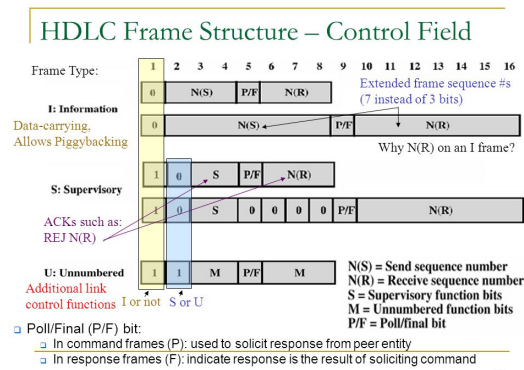 HDLC Frame Structure – Control Field
Frame Type: 1 2 3 4 5 6 7 8 9 10 11 12 13 14 15 16
0 N(S) P/F N(R)
Extended frame sequence #s
(7 instead of 3 bits)
I: Information
Data-carrying,
Allows Piggybacking
0 N(S) P/F N(R)
Why N(R) on an I frame?
1 0 S P/F N(R)
S: Supervisory
1 0 S 0 0 0 0 P/F N(R)
ACKs such as:
REJ N(R)
U: Unnumbered 1 1 M P/F M
Additional link
control functions
I or not S or U
N(S) = Send sequence number
N(R) = Receive sequence number
S = Supervisory function bits
M = Unnumbered function bits
P/F = Poll/final bit
Poll/Final (P/F) bit:
In command frames (P): used to solicit response from peer entity
In response frames (F): indicate response is the result of soliciting command